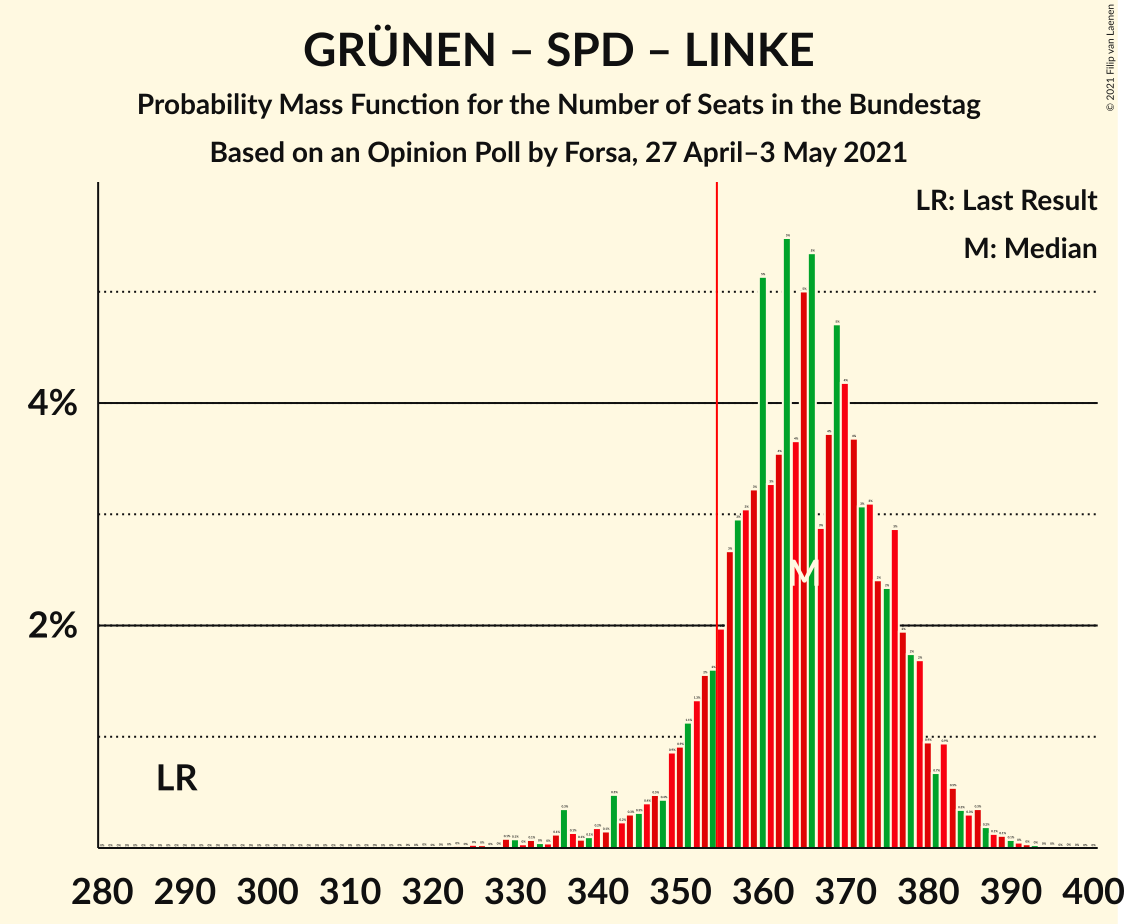 GRÜNEN – SPD – LINKE
Probability Mass Function for the Number of Seats in the Bundestag
Based on an Opinion Poll by Forsa, 27 April–3 May 2021
© 2021 Filip van Laenen
LR: Last Result
M: Median
4%
2%
M
LR
280 290 300 310 320 330 340 350 360 370 380 390 400